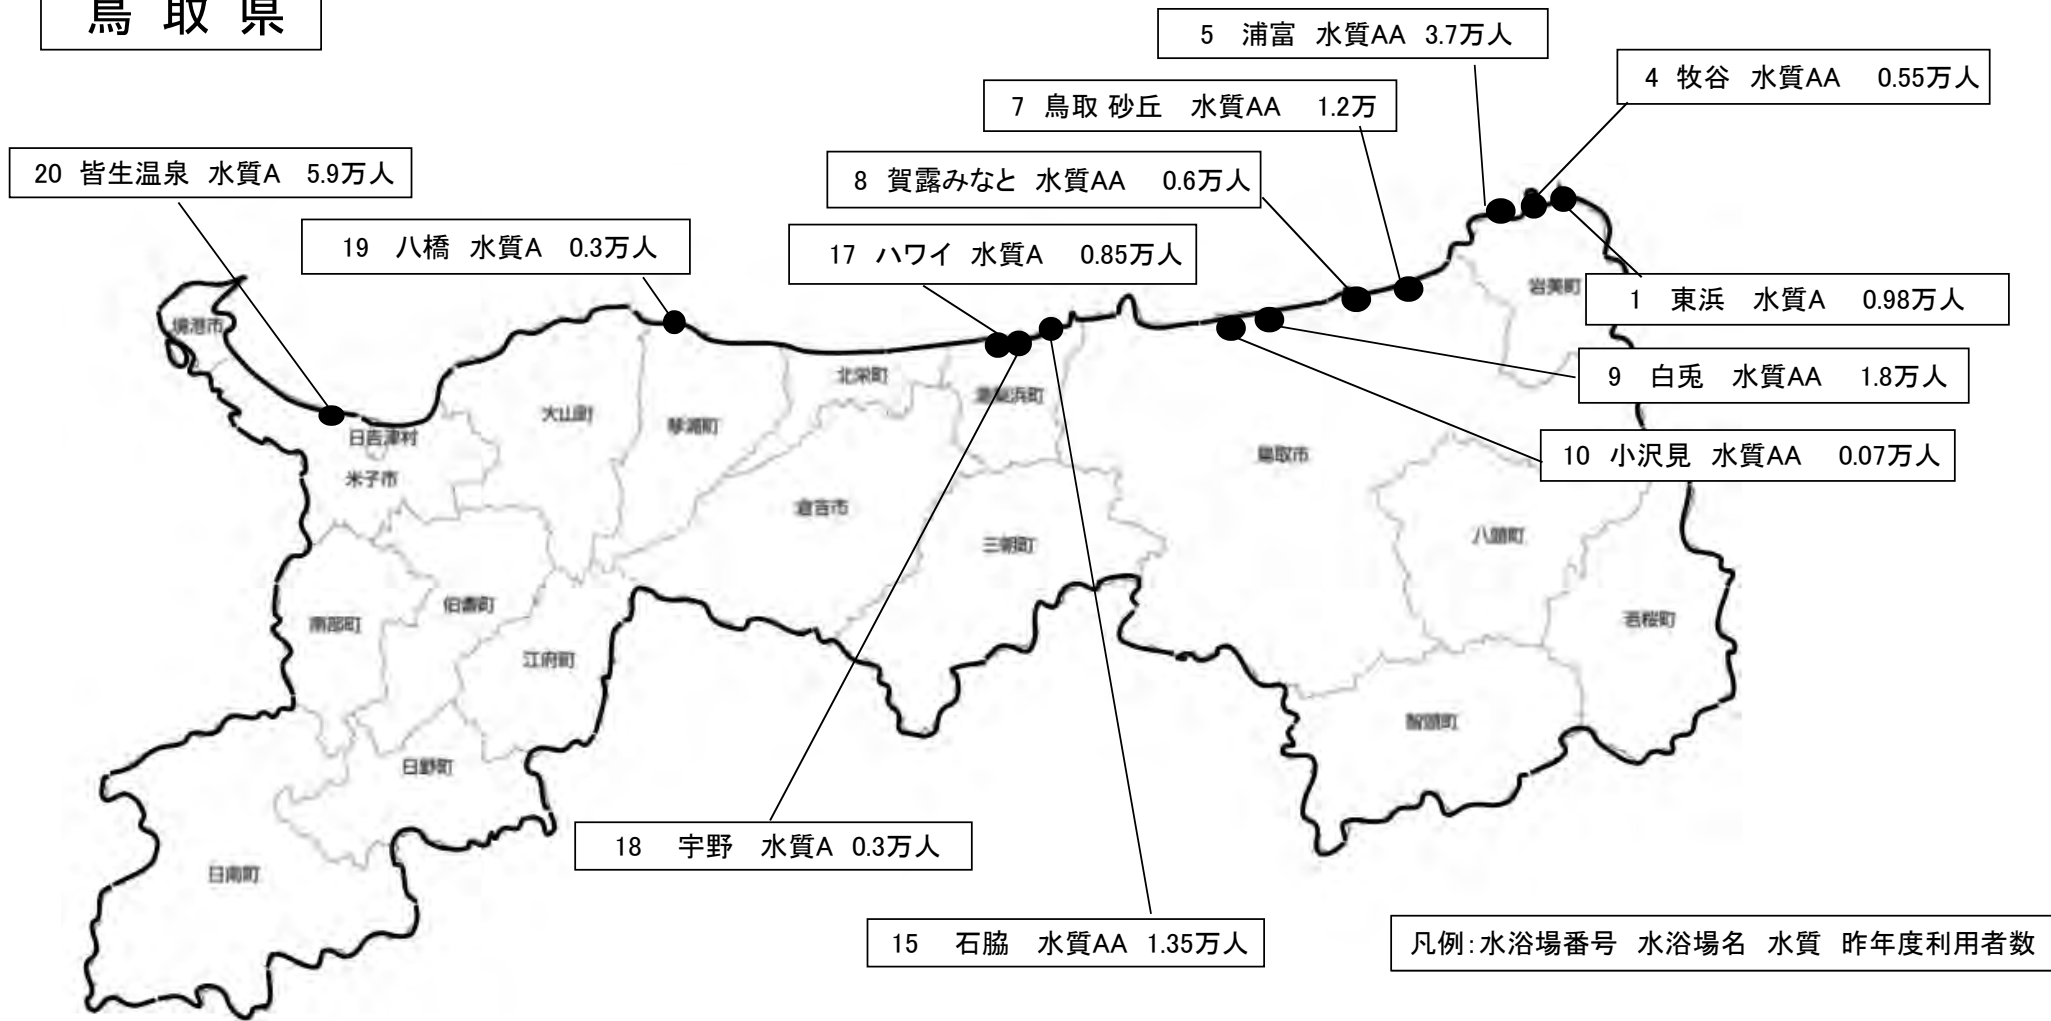 鳥 取 県
5 浦富 水質AA 3.7万人
4 牧谷 水質AA 0.55万人
7 鳥取 砂丘 水質AA 1.2万
20 皆生温泉 水質A 5.9万人
8 賀露みなと 水質AA 0.6万人
19 八橋 水質A 0.3万人
17 ハワイ 水質A 0.85万人
1 東浜 水質A 0.98万人
9 白兎 水質AA 1.8万人
10 小沢見 水質AA 0.07万人
岩美町
境港市
北栄町
大山町
琴浦町
日吉津村
米子市
鳥取市
倉吉市
三朝町
八頭町
伯耆町
南部町
江府町
若桜町
智頭町
日野町
日南町
18 宇野 水質A 0.3万人
15 石脇 水質AA 1.35万人
凡例：水浴場番号 水浴場名 水質 昨年度利用者数